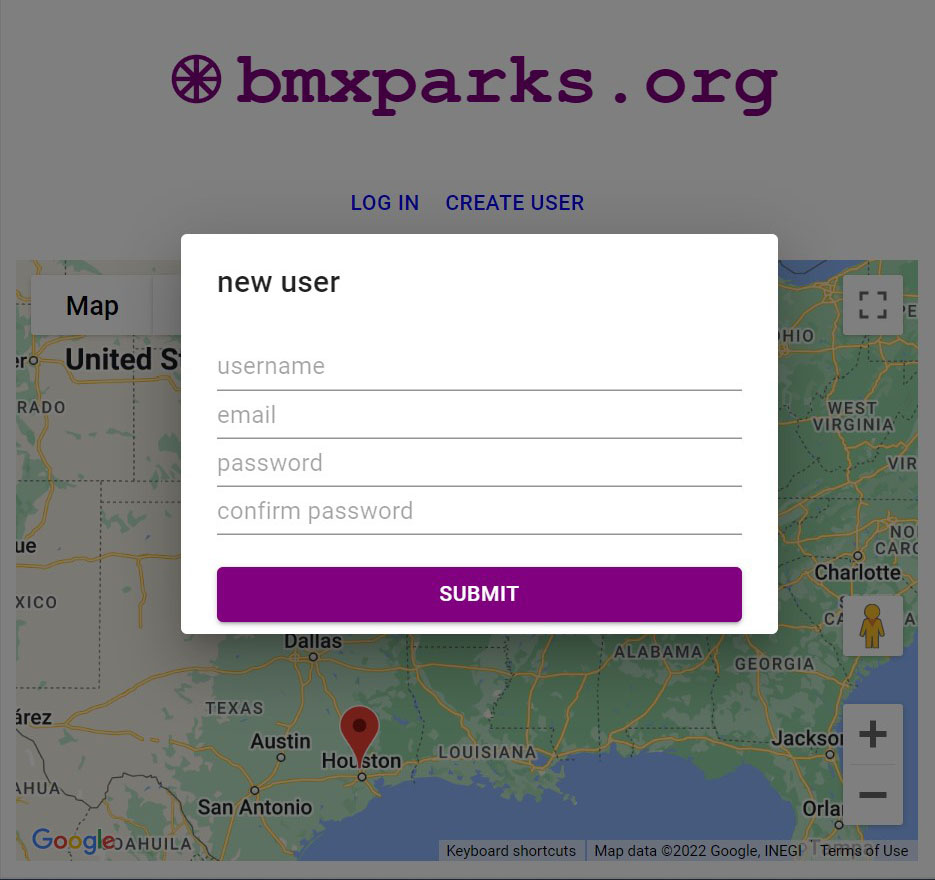 bmxparks.org
LOG IN CREATE USER
new user
username
email
password
confirm password
SUBMIT
Map
United S
RADO
ue
XICO
árez
AHUA
OHIO
WEST
VIRGINIA
VIR
NO
CARC
Charlotte
CA
Dallas
ALABAMA
GEORGIA
TEXAS
Austin
Houston
LOUISIANA
Jackso
San Antonio
Orla
Google
OAHUILA
Tampa
Keyboard shortcuts
Map data ©2022 Google, INEGI
Terms of Use